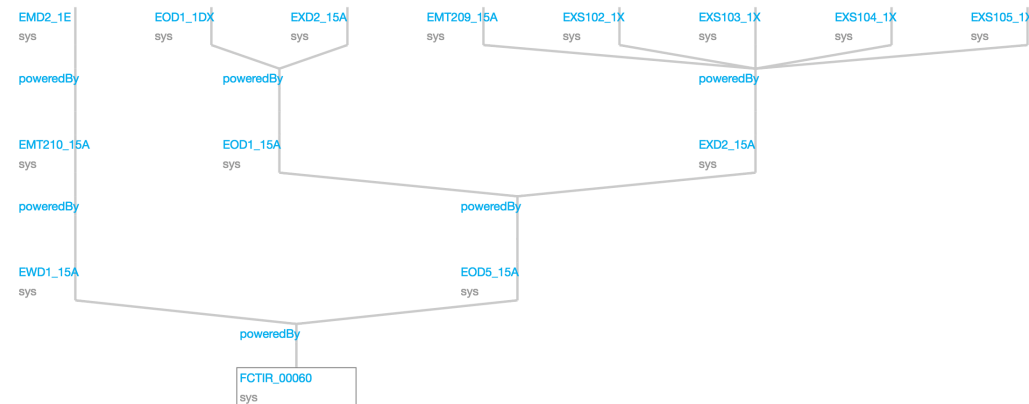 EMD2_1E EOD1_1DX EXD2_15A EMT209_15A EXS102_1X EXS103_1X EXS104_1X EXS105_1X
sys sys sys sys sys sys sys sys
poweredBy poweredBy poweredBy
EMT210_15A EOD1_15A EXD2_15A
sys sys sys
poweredBy poweredBy
EWD1_15A EOD5_15A
sys sys
poweredBy
FCTIR_00060
sys